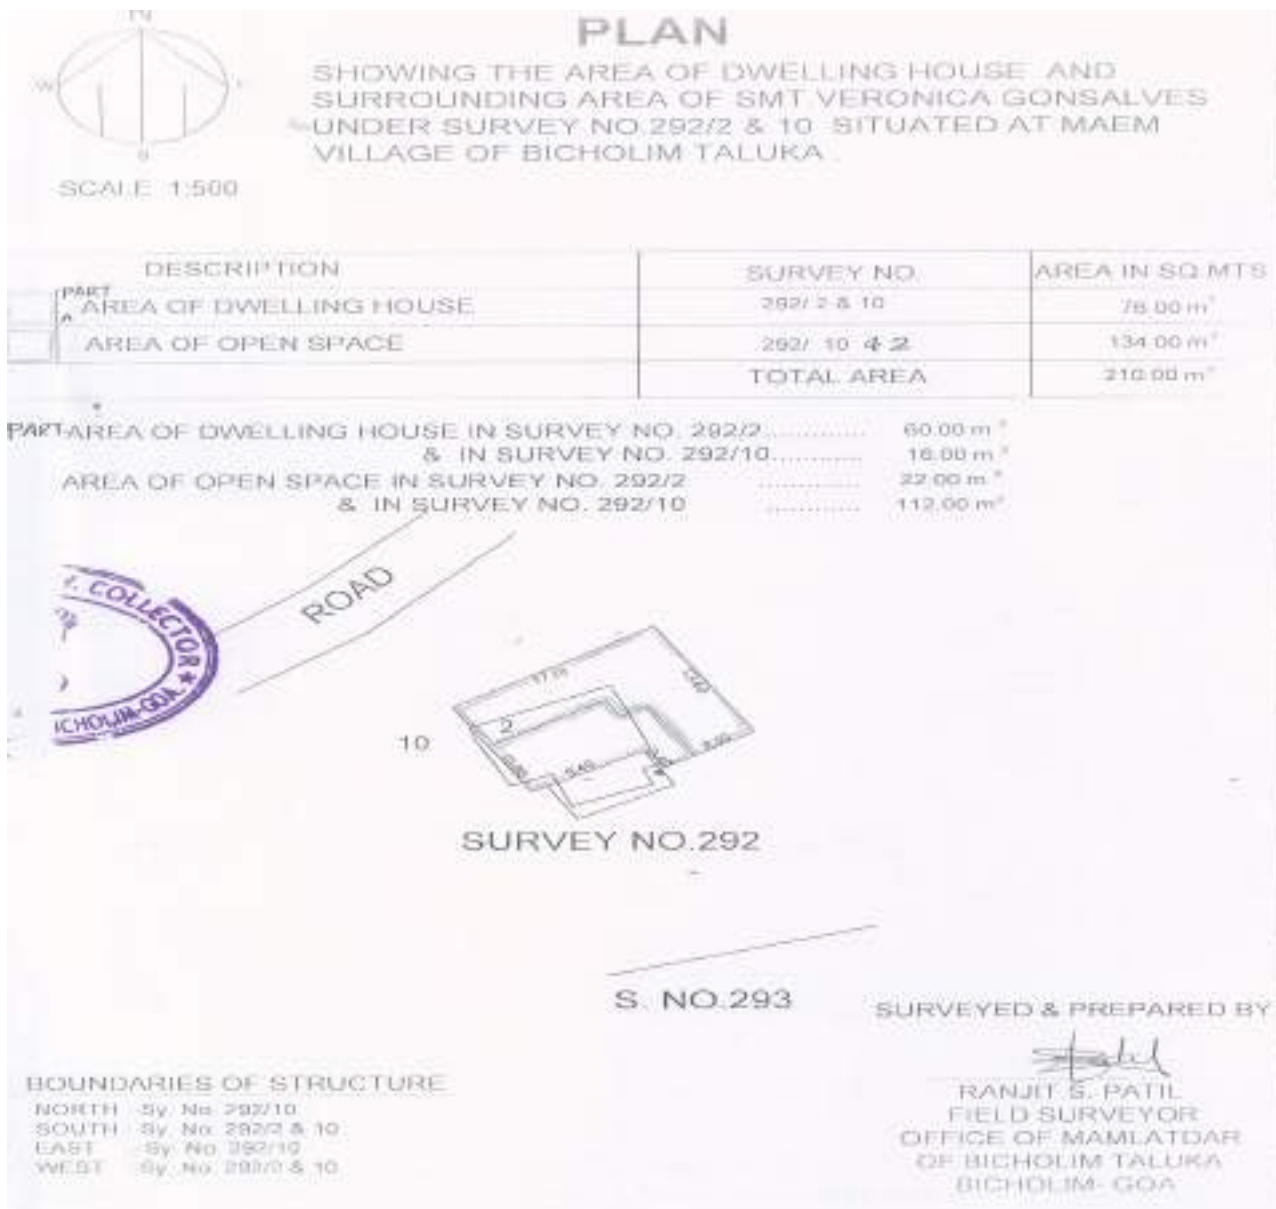 N
W
S
PLAN
SHOWING THE AREA OF DWELLING HOUSE AND
SURROUNDING AREA OF SMT.VERONICA GONSALVES
UNDER SURVEY NO.292/2 & 10 SITUATED AT MAEM
VILLAGE OF BICHOLIM TALUKA
SCALE 1:500
DESCRIPTION SURVEY NO. AREA IN SQ MTS
PART
AREA OF DWELLING HOUSE 292/ 2 & 10 76.00 m²
AREA OF OPEN SPACE 292/ 10 & 2 134.00 m²
TOTAL AREA 210.00 m²
PART AREA OF DWELLING HOUSE IN SURVEY NO. 292/2............. 60.00 m²
& IN SURVEY NO. 292/10............ 16.00 m²
AREA OF OPEN SPACE IN SURVEY NO. 292/2 ............. 22.00 m²
& IN SURVEY NO. 292/10 ............. 112.00 m²
COLLECTOR
BICHOLIM-GOA
ROAD
2
10
9.40
SURVEY NO.292
S. NO.293
SURVEYED & PREPARED BY
RANJIT S. PATIL
FIELD SURVEYOR
OFFICE OF MAMLATDAR
OF BICHOLIM TALUKA
BICHOLIM- GOA
BOUNDARIES OF STRUCTURE
NORTH Sy. No. 292/10
SOUTH Sy. No. 292/2 & 10
EAST Sy. No. 292/10
WEST Sy. No. 292/2 & 10